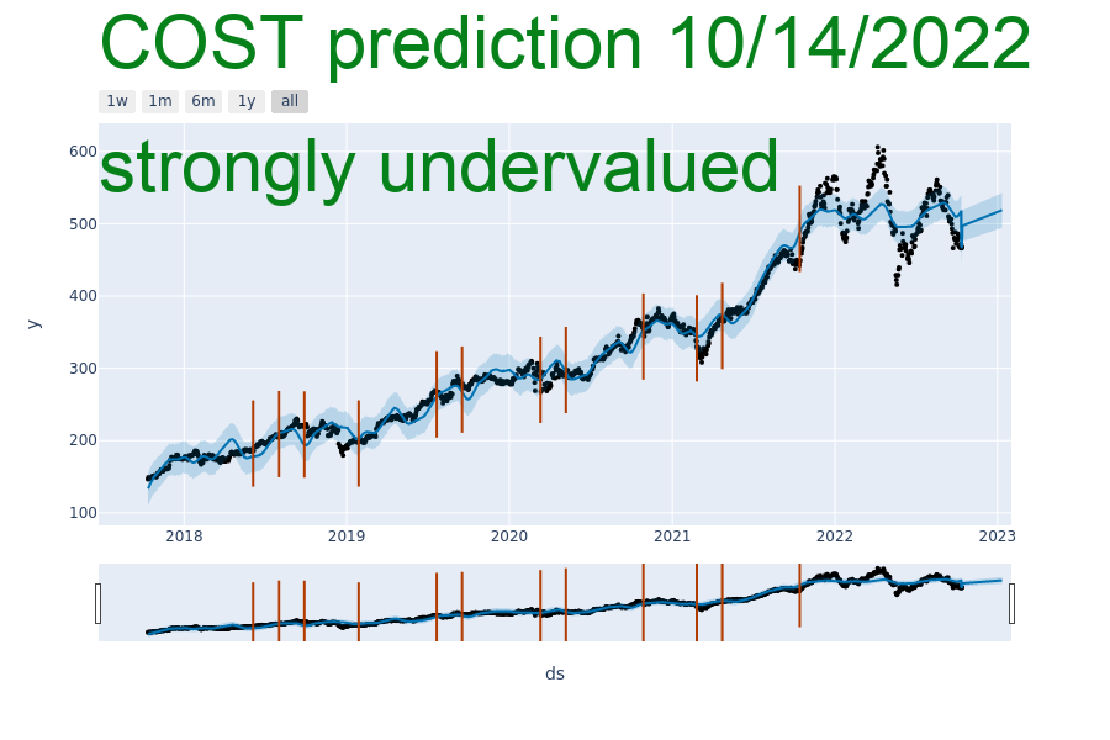 COST prediction 10/14/2022
1w 1m 6m 1y all
strongly undervalued
600
500
400
300
200
100
y
2018 2019 2020 2021 2022 2023
ds